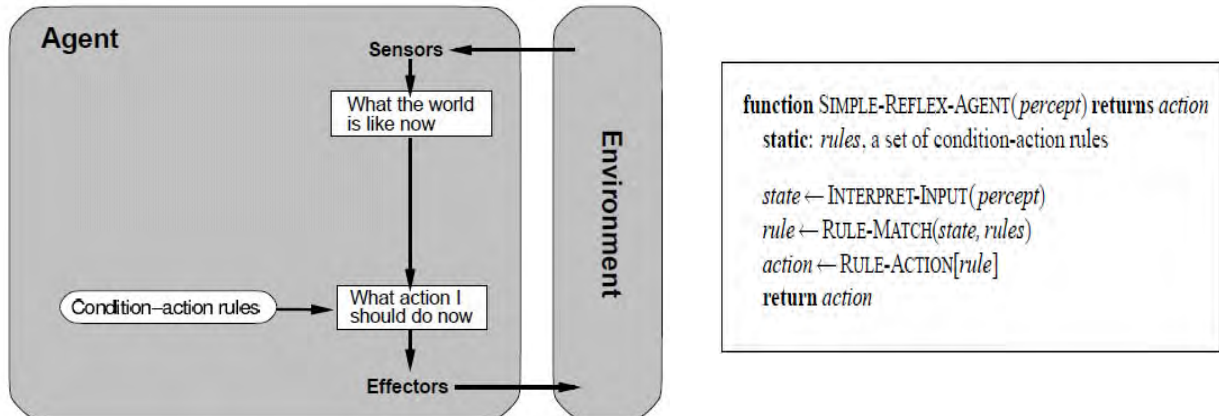 Agent
Sensors
What the world
is like now
Condition–action rules
What action I
should do now
Effectors
Environment
function SIMPLE-REFLEX-AGENT(percept) returns action
static: rules, a set of condition-action rules
state ← INTERPRET-INPUT(percept)
rule ← RULE-MATCH(state, rules)
action ← RULE-ACTION[rule]
return action